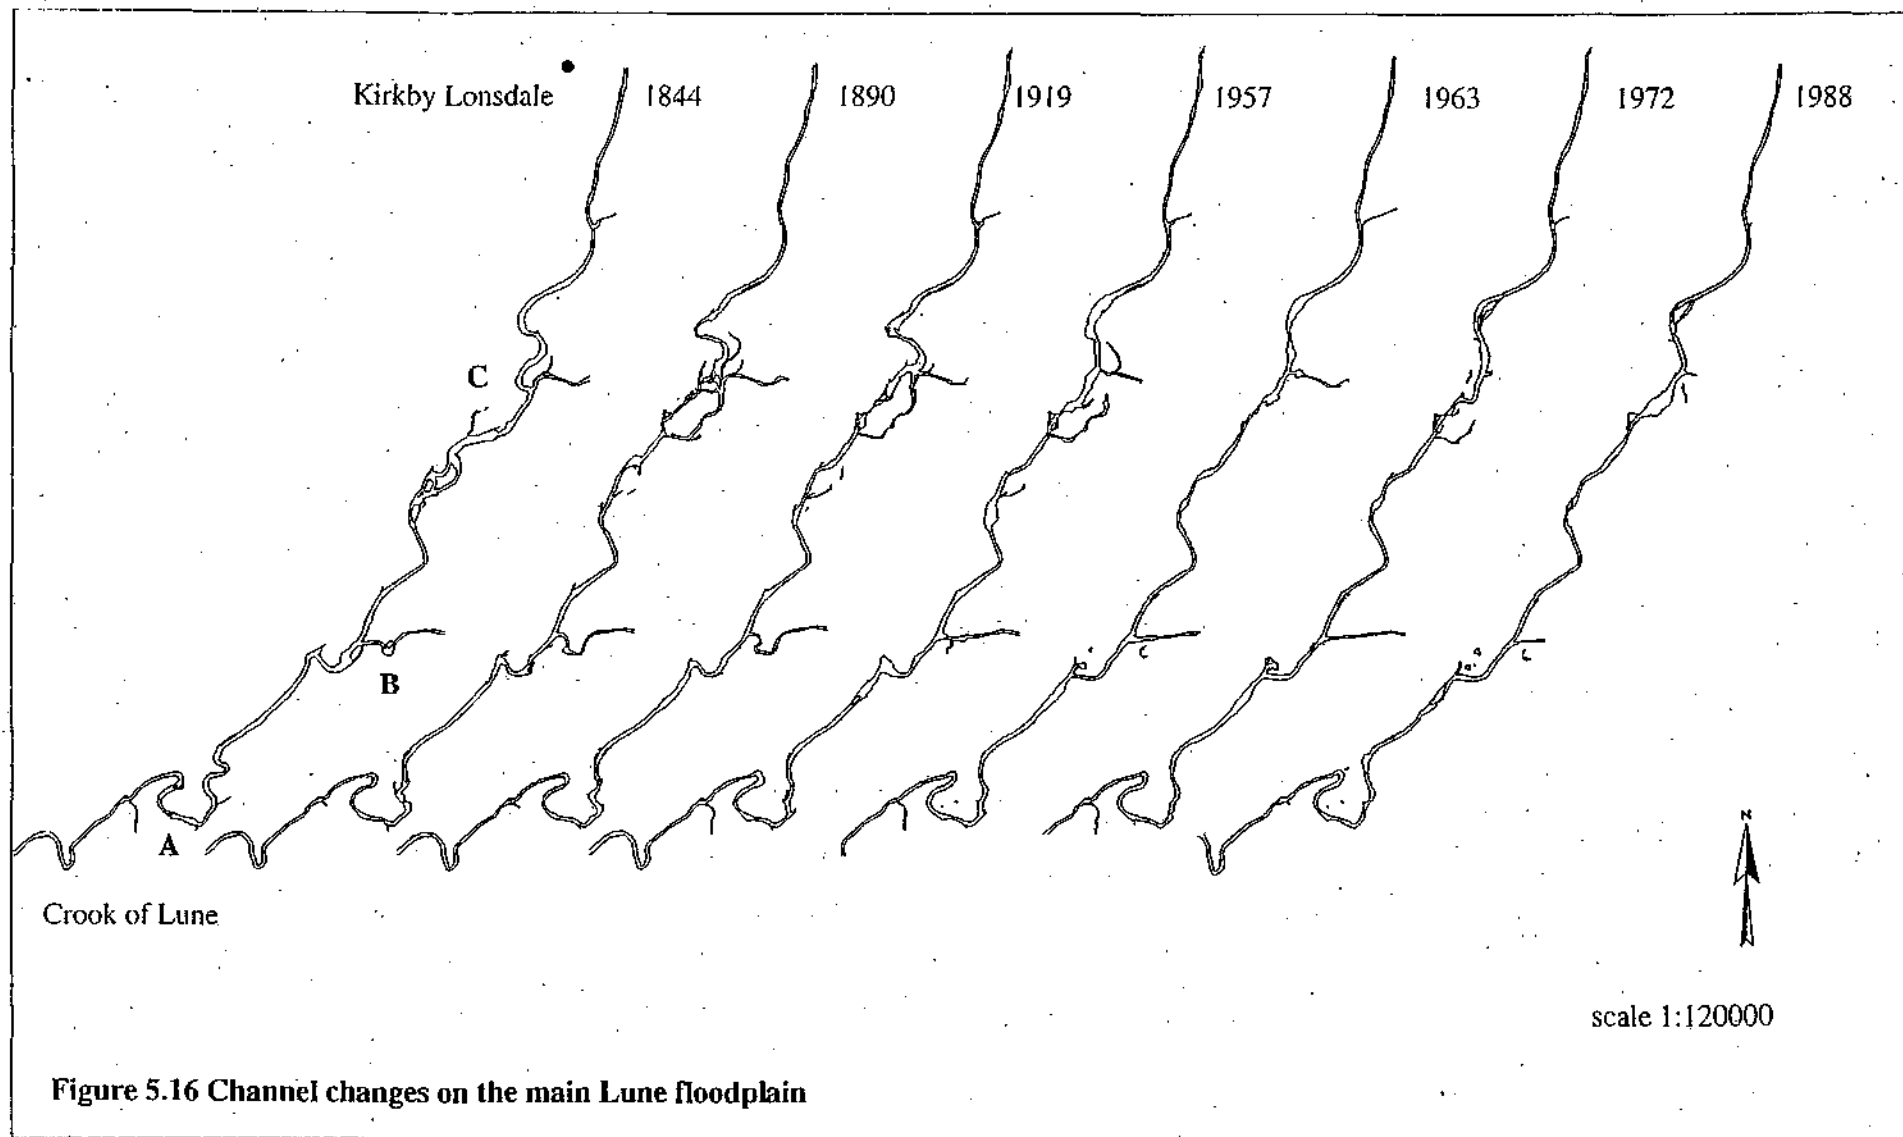 Kirkby Lonsdale 1844 1890 1919 1957 1963 1972 1988
C
B
A
N
Crook of Lune
scale 1:120000
Figure 5.16 Channel changes on the main Lune floodplain